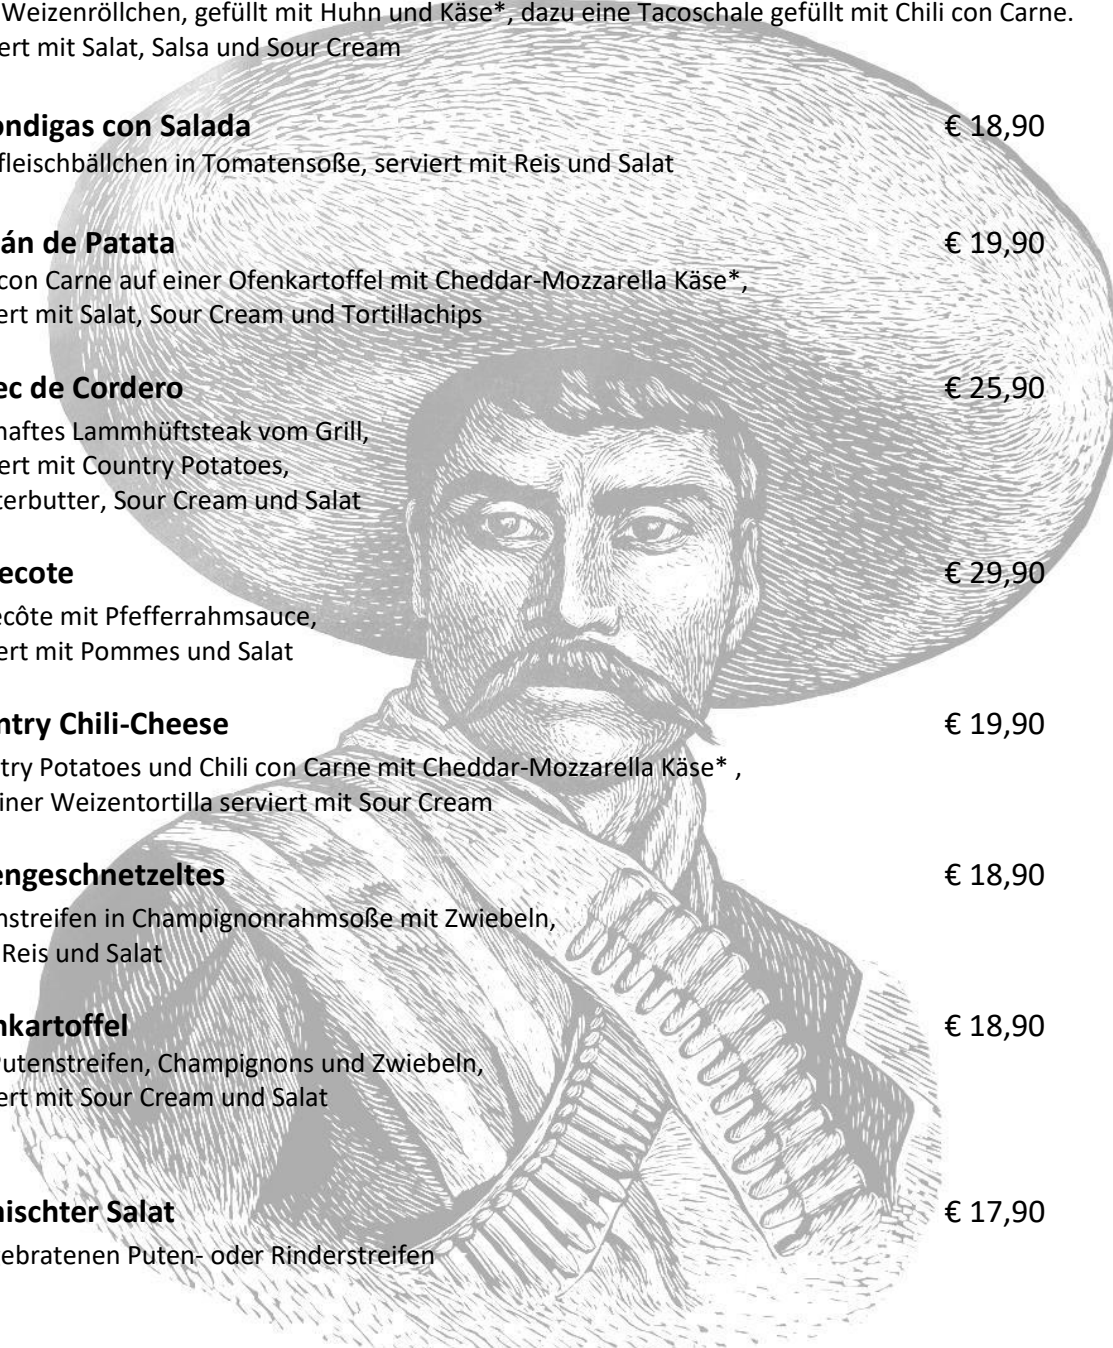 Weizenröllchen, gefüllt mit Huhn und Käse*, dazu eine Tacoschale gefüllt mit Chili con Carne.
ert mit Salat, Salsa und Sour Cream
ondigas con Salada € 18,90
fleischbällchen in Tomatensoße, serviert mit Reis und Salat
án de Patata € 19,90
con Carne auf einer Ofenkartoffel mit Cheddar-Mozzarella Käse*,
ert mit Salat, Sour Cream und Tortillachips
ec de Cordero € 25,90
haftes Lammhüftsteak vom Grill,
ert mit Country Potatoes,
terbutter, Sour Cream und Salat
ecote € 29,90
ecôte mit Pfefferrahmsauce,
ert mit Pommes und Salat
ntry Chili-Cheese € 19,90
try Potatoes und Chili con Carne mit Cheddar-Mozzarella Käse* ,
iner Weizentortilla serviert mit Sour Cream
engeschnetzeltes € 18,90
nstreifen in Champignonrahmsoße mit Zwiebeln,
Reis und Salat
nkartoffel € 18,90
Putenstreifen, Champignons und Zwiebeln,
ert mit Sour Cream und Salat
nischter Salat € 17,90
ebratenen Puten- oder Rinderstreifen